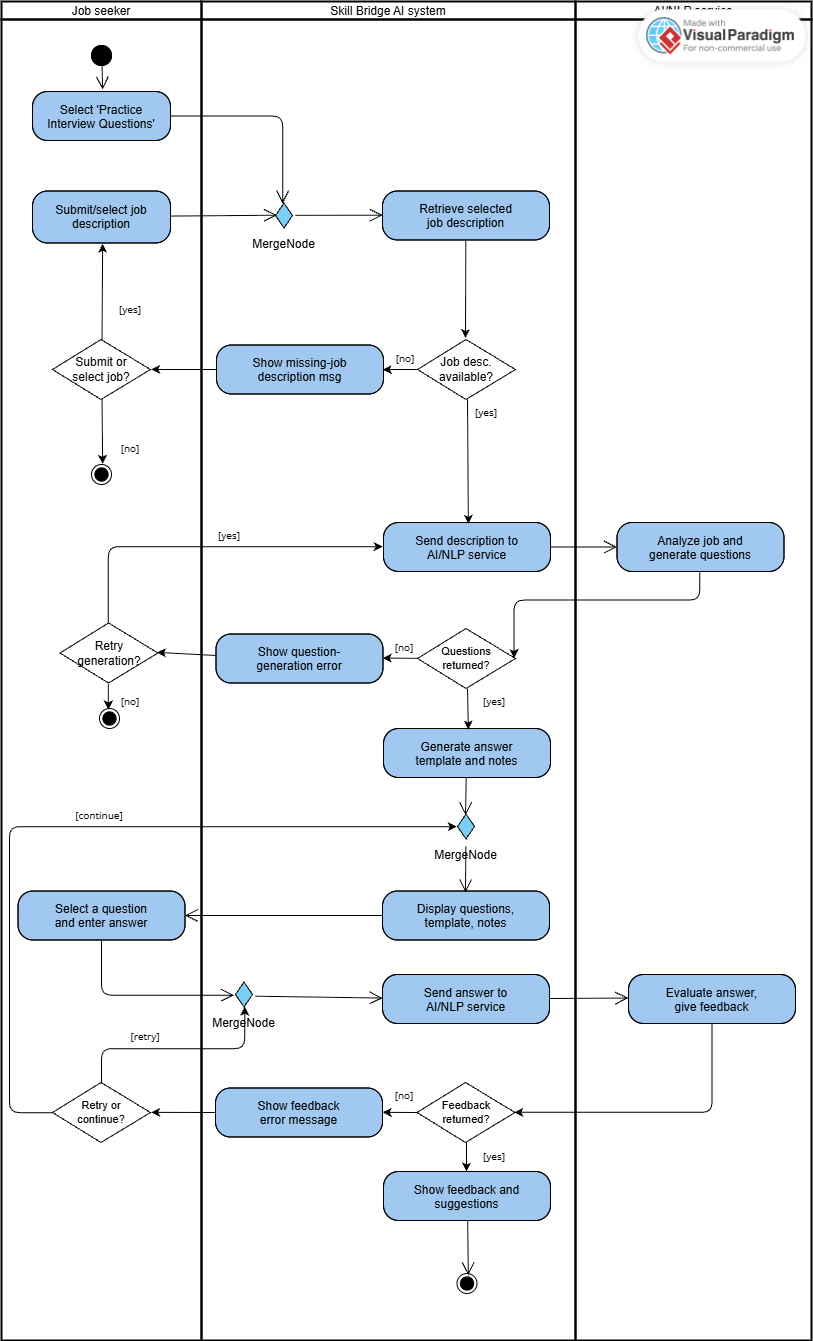 Job seeker
Skill Bridge AI system
AI/NLP service
Made with
VisualParadigm
For non-commercial use
Select 'Practice
Interview Questions'
Submit/select job
description
MergeNode
Retrieve selected
job description
[yes]
Submit or
select job?
Show missing-job
description msg
[no]
Job desc.
available?
[yes]
[no]
[yes]
Send description to
AI/NLP service
Analyze job and
generate questions
Retry
generation?
Show question-
generation error
[no]
Questions
returned?
[no]
[yes]
Generate answer
template and notes
[continue]
MergeNode
Select a question
and enter answer
Display questions,
template, notes
MergeNode
Send answer to
AI/NLP service
Evaluate answer,
give feedback
[retry]
Retry or
continue?
Show feedback
error message
[no]
Feedback
returned?
[yes]
Show feedback and
suggestions